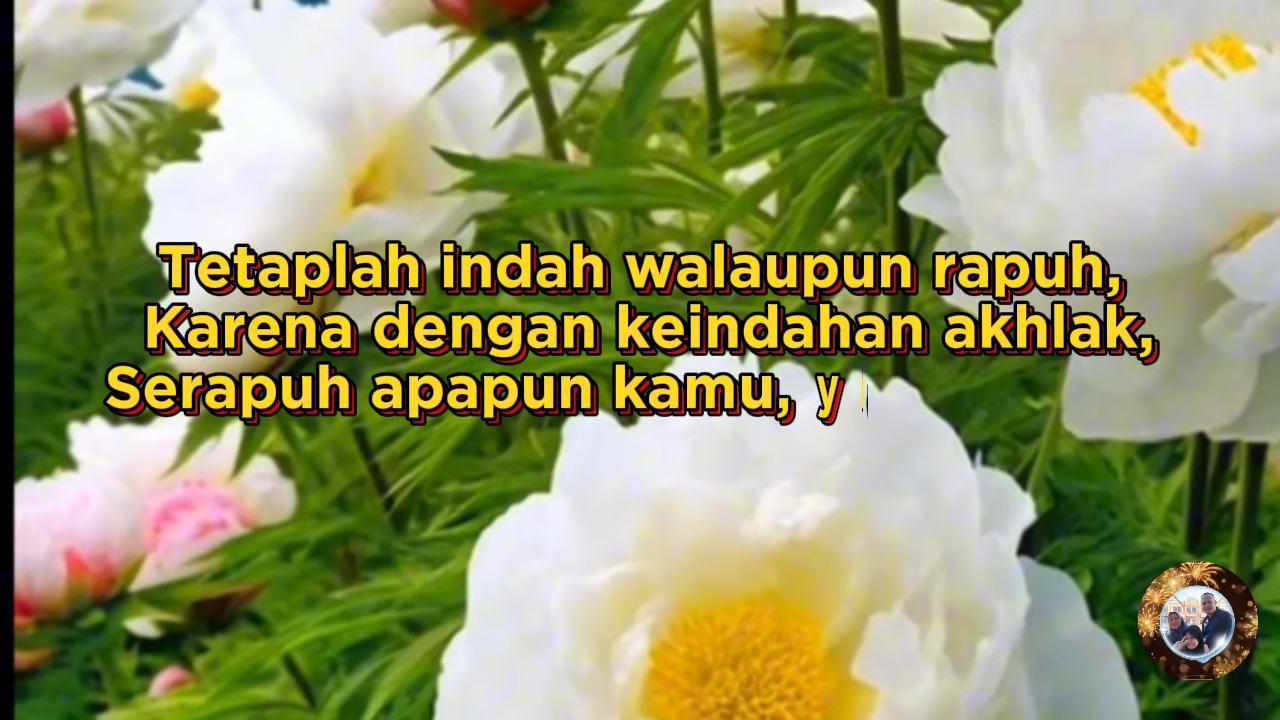 Tetaplah indah walaupun rapuh,
Karena dengan keindahan akhlak,
Serapuh apapun kamu, y